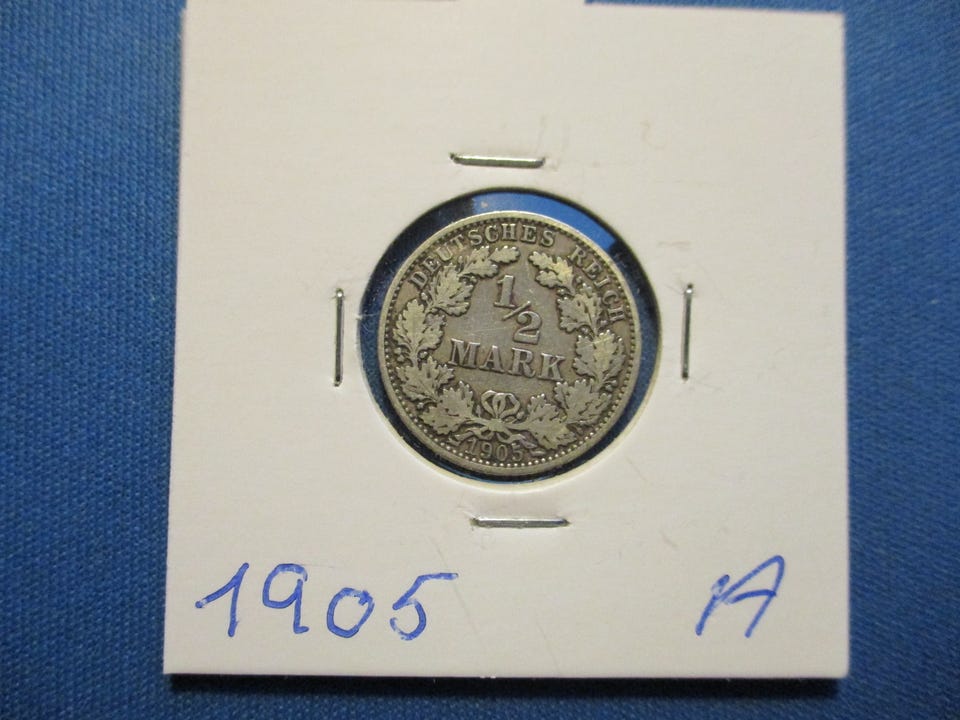 DEUTSCHES REICH
1/2
MARK
1905
1905 A